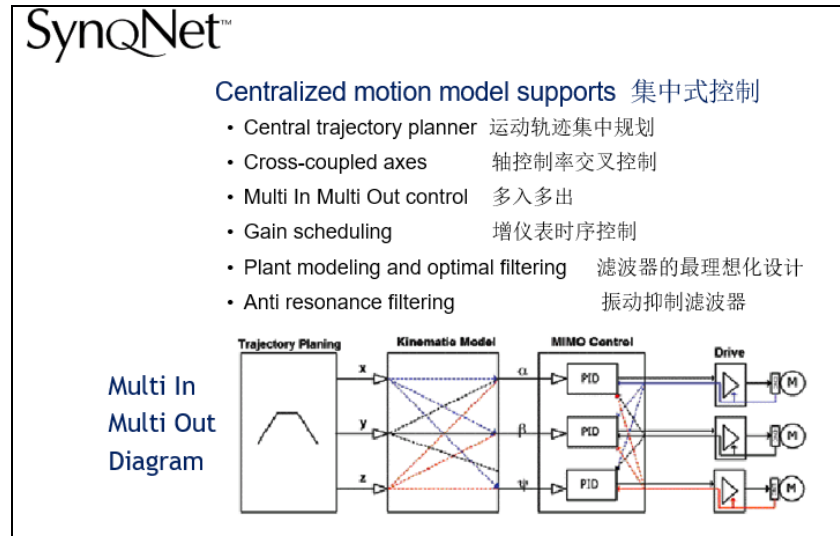 SynQNet™
Centralized motion model supports 集中式控制
• Central trajectory planner 运动轨迹集中规划
• Cross-coupled axes 轴控制率交叉控制
• Multi In Multi Out control 多入多出
• Gain scheduling 增仪表时序控制
• Plant modeling and optimal filtering 滤波器的最理想化设计
• Anti resonance filtering 振动抑制滤波器
Trajectory Planing Kinematic Model MIMO Control Drive
x α PID M
Multi In
Multi Out
Diagram
y β PID M
z ψ PID M